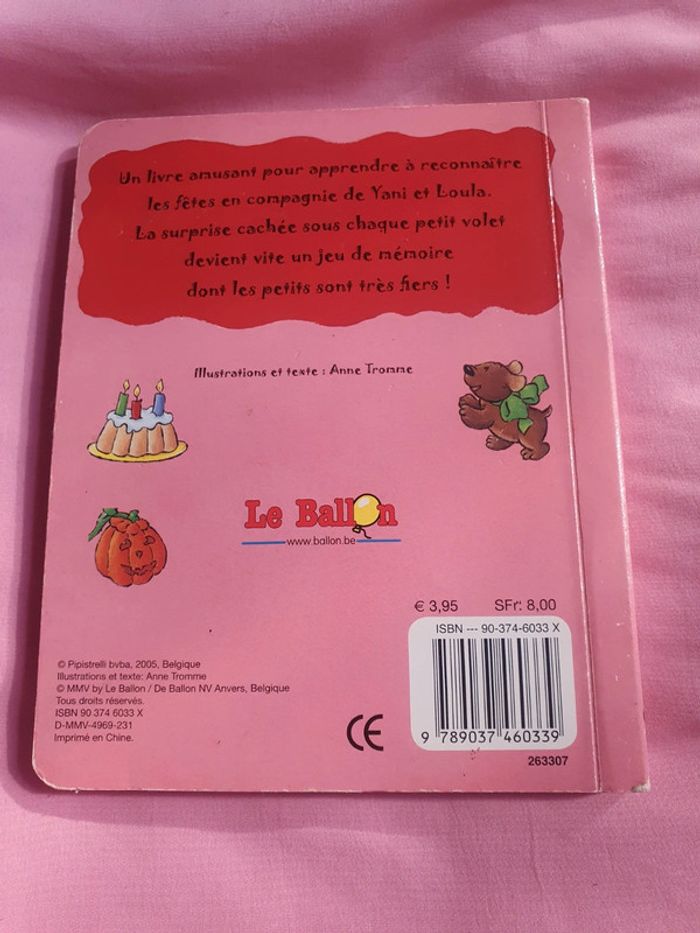 Un livre amusant pour apprendre à reconnaître
les fêtes en compagnie de Yani et Loula.
La surprise cachée sous chaque petit volet
devient vite un jeu de mémoire
dont les petits sont très fiers !
Illustrations et texte : Anne Tromme
Le Ballon
www.ballon.be
€ 3,95 SFr: 8,00
ISBN --- 90-374-6033 X
9 789037 460339
263307
© Pipistrelli bvba, 2005, Belgique
Illustrations et texte: Anne Tromme
© MMV by Le Ballon / De Ballon NV Anvers, Belgique
Tous droits réservés.
ISBN 90 374 6033 X
D-MMV-4969-231
Imprimé en Chine.
CE